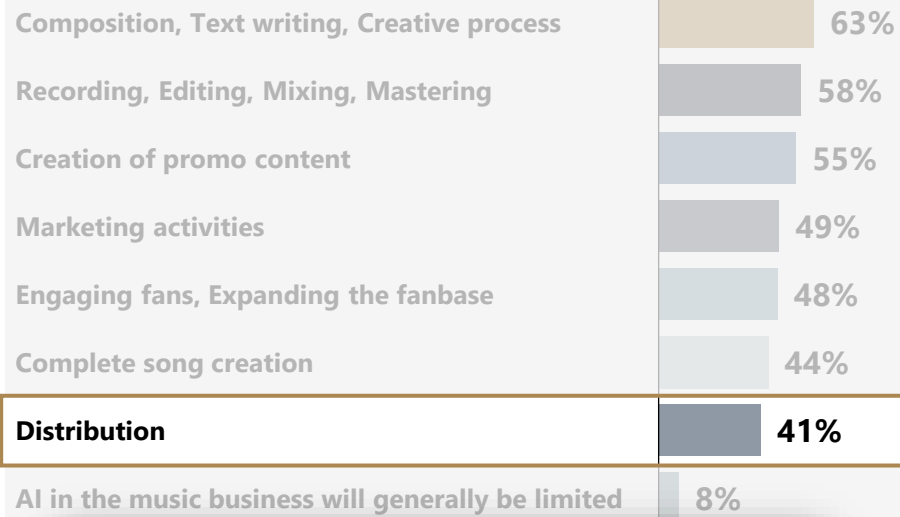 Composition, Text writing, Creative process 63%
Recording, Editing, Mixing, Mastering 58%
Creation of promo content 55%
Marketing activities 49%
Engaging fans, Expanding the fanbase 48%
Complete song creation 44%
Distribution 41%
AI in the music business will generally be limited 8%